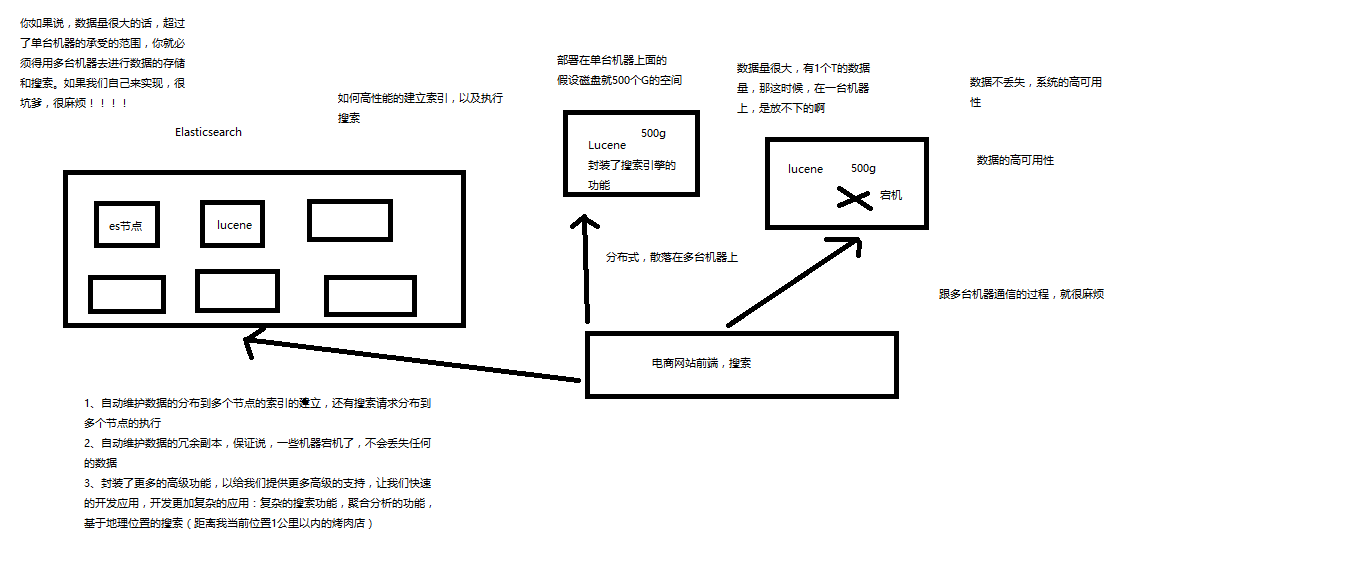 你如果说，数据量很大的话，超过
了单台机器的承受的范围，你就必
须得用多台机器去进行数据的存储
和搜索。如果我们自己来实现，很
坑爹，很麻烦！！！！
Elasticsearch
如何高性能的建立索引，以及执行
搜索
部署在单台机器上面的
假设磁盘就500个G的空间
数据量很大，有1个T的数据
量，那这时候，在一台机器
上，是放不下的啊
数据不丢失，系统的高可用
性
数据的高可用性
500g
Lucene
封装了搜索引擎的
功能
lucene
500g
宕机
es节点
lucene
分布式，散落在多台机器上
跟多台机器通信的过程，就很麻烦
电商网站前端，搜索
1、自动维护数据的分布到多个节点的索引的建立，还有搜索请求分布到
多个节点的执行
2、自动维护数据的冗余副本，保证说，一些机器宕机了，不会丢失任何
的数据
3、封装了更多的高级功能，以给我们提供更多高级的支持，让我们快速
的开发应用，开发更加复杂的应用：复杂的搜索功能，聚合分析的功能，
基于地理位置的搜索（距离我当前位置1公里以内的烤肉店）